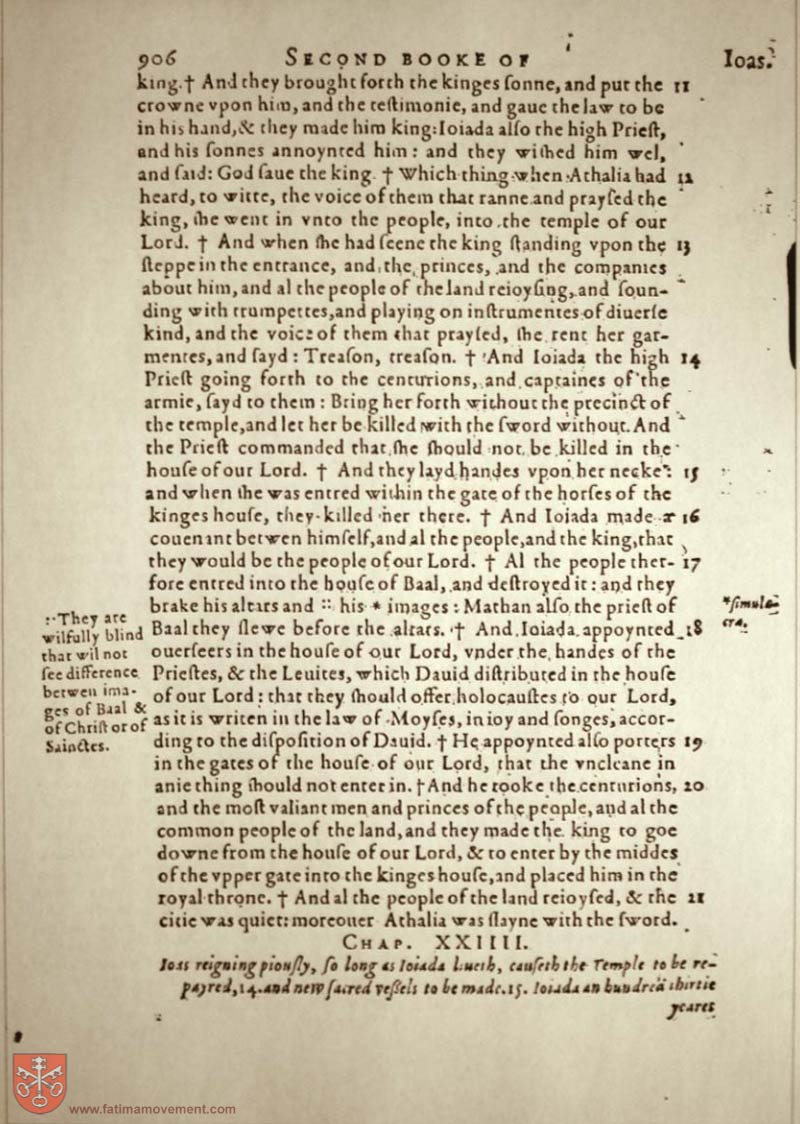 906 SECOND BOOKE OF Ioas.
king.† And they brought forth the kinges ſonne, and put the 11
crowne vpon him, and the teſtimonie, and gaue the law to be
in his hand,& they made him king: Ioiada alſo the high Prieſt,
and his ſonnes annoynted him: and they wiſhed him wel,
and ſaid: God ſaue the king. † Which thing when Athalia had 12
heard, to witte, the voice of them that ranne and prayſed the
king, ſhe went in vnto the people, into the temple of our
Lord. † And when ſhe had ſeene the king ſtanding vpon the 13
ſteppe in the entrance, and the princes, and the companies
about him, and al the people of the land reioyſing, and ſoun-
ding with trumpettes, and playing on inſtrumentes of diuerſe
kind, and the voice of them that prayſed, ſhe rent her gar-
mentes, and ſayd: Treaſon, treaſon. † And Ioiada the high 14
Prieſt going forth to the centurions, and captaines of the
armie, ſayd to them: Bring her forth without the precinct of
the temple, and let her be killed with the ſword without. And
the Prieſt commanded that ſhe ſhould not be killed in the
houſe of our Lord. † And they layd handes vpon her necke: 15
and when ſhe was entred within the gate of the horſes of the
kinges houſe, they killed her there. † And Ioiada made a 16
couenant betwen himſelf, and al the people, and the king, that
they would be the people of our Lord. † Al the people ther- 17
fore entred into the houſe of Baal, and deſtroyed it: and they
brake his altars and :: his * images: Mathan alſo the prieſt of
Baal they ſlewe before the altars. † And Ioiada appoynted 18
ouerſeers in the houſe of our Lord, vnder the handes of the
Prieſtes, & the Leuites, which Dauid diſtributed in the houſe
of our Lord: that they ſhould offer holocauſtes to our Lord,
as it is writen in the law of Moyſes, in ioy and ſonges, accor-
ding to the diſpoſition of Dauid. † He appoynted alſo porters 19
in the gates of the houſe of our Lord, that the vncleane in
anie thing ſhould not enter in. † And he tooke the centurions, 20
and the moſt valiant men and princes of the people, and al the
common people of the land, and they made the king to goe
downe from the houſe of our Lord, & to enter by the middes
of the vpper gate into the kinges houſe, and placed him in the
royal throne. † And al the people of the land reioyſed, & the 21
citie was quiet: moreouer Athalia was ſlayne with the ſword.
:: They are
wilfully blind
that wil not
ſee difference
betwen ima-
ges of Baal &
of Chriſt or of
Sainctes.
*ſimula-
cra.
CHAP. XXIIII.
Ioas reigning piouſly, ſo long as Ioiada liueth, cauſeth the Temple to be re-
payred, 14. and new ſacred veſſels to be made. 15. Ioiada an hundred thirtie
yeares
www.fatimamovement.com